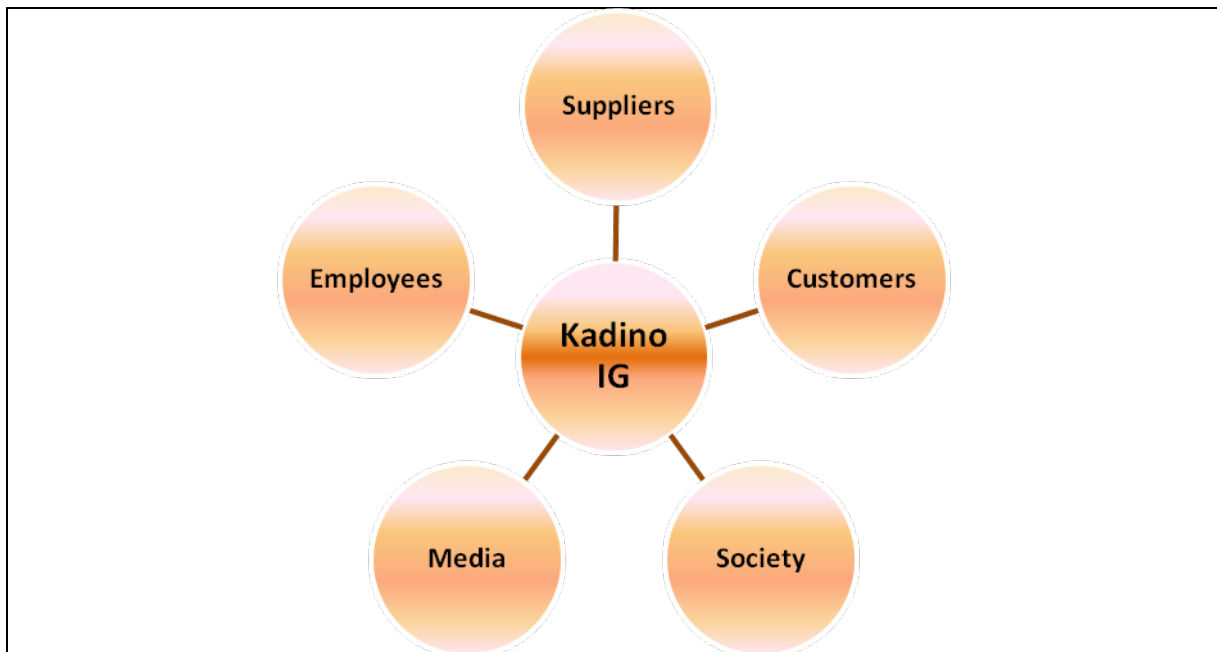 Suppliers
Employees
Customers
Kadino
IG
Media
Society